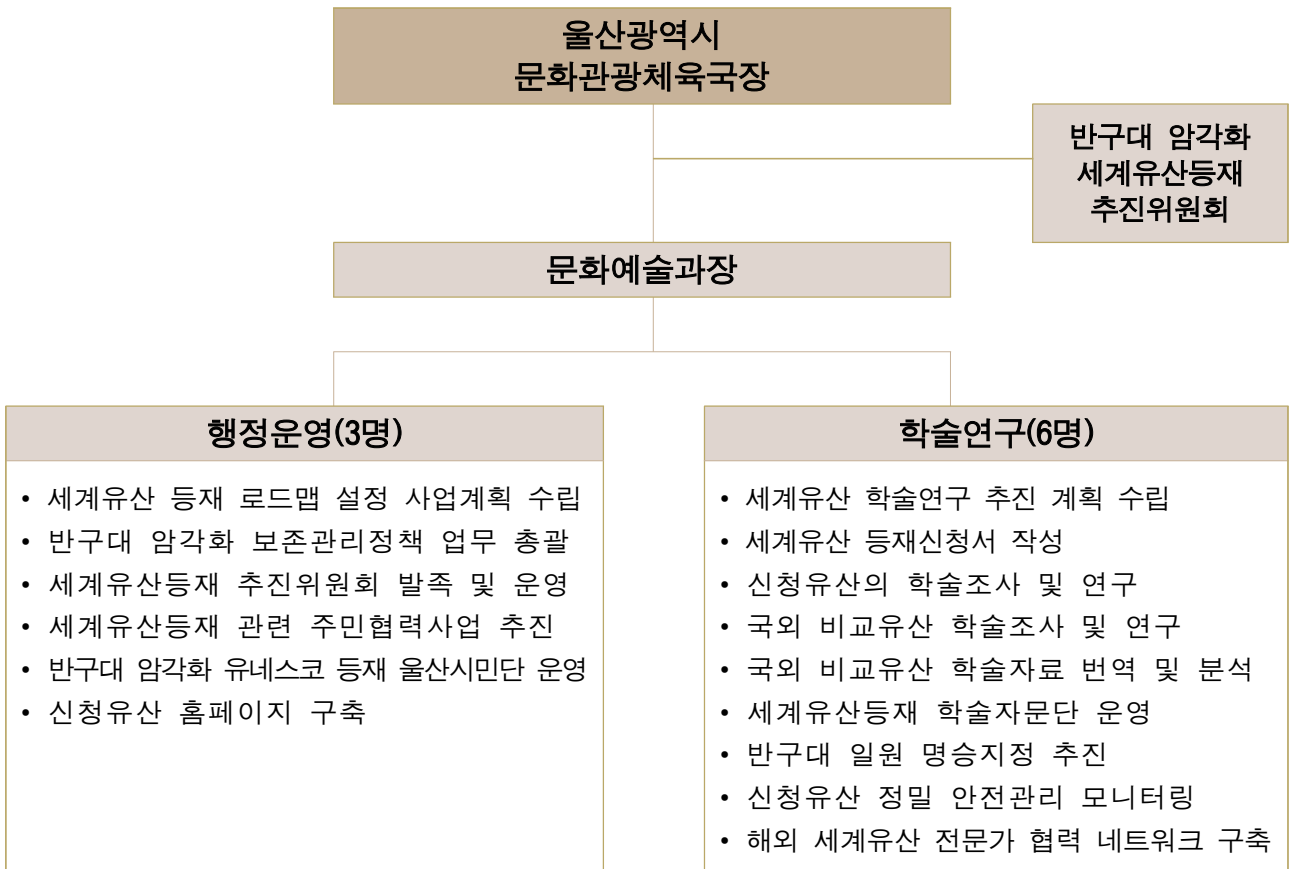 울산광역시
문화관광체육국장
반구대 암각화
세계유산등재
추진위원회
문화예술과장
행정운영(3명)
• 세계유산 등재 로드맵 설정 사업계획 수립
• 반구대 암각화 보존관리정책 업무 총괄
• 세계유산등재 추진위원회 발족 및 운영
• 세계유산등재 관련 주민협력사업 추진
• 반구대 암각화 유네스코 등재 울산시민단 운영
• 신청유산 홈페이지 구축
학술연구(6명)
• 세계유산 학술연구 추진 계획 수립
• 세계유산 등재신청서 작성
• 신청유산의 학술조사 및 연구
• 국외 비교유산 학술조사 및 연구
• 국외 비교유산 학술자료 번역 및 분석
• 세계유산등재 학술자문단 운영
• 반구대 일원 명승지정 추진
• 신청유산 정밀 안전관리 모니터링
• 해외 세계유산 전문가 협력 네트워크 구축